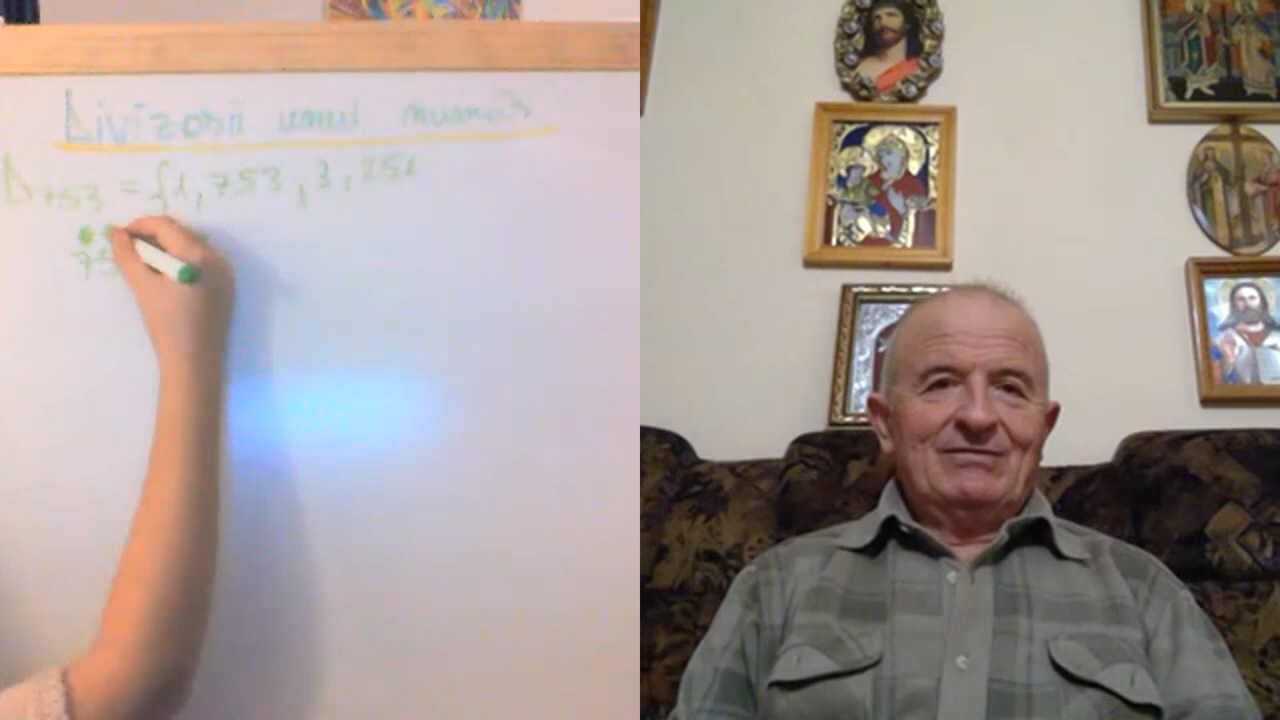 Divizorii unui număr
D753 = {1, 753, 3, 251